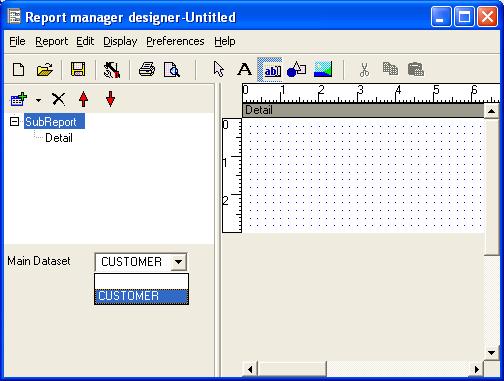 Report manager designer-Untitled
File Report Edit Display Preferences Help
A ab]
0 1 2 3 4 5 6
SubReport
Detail
Detail
0
1
2
Main Dataset CUSTOMER
CUSTOMER